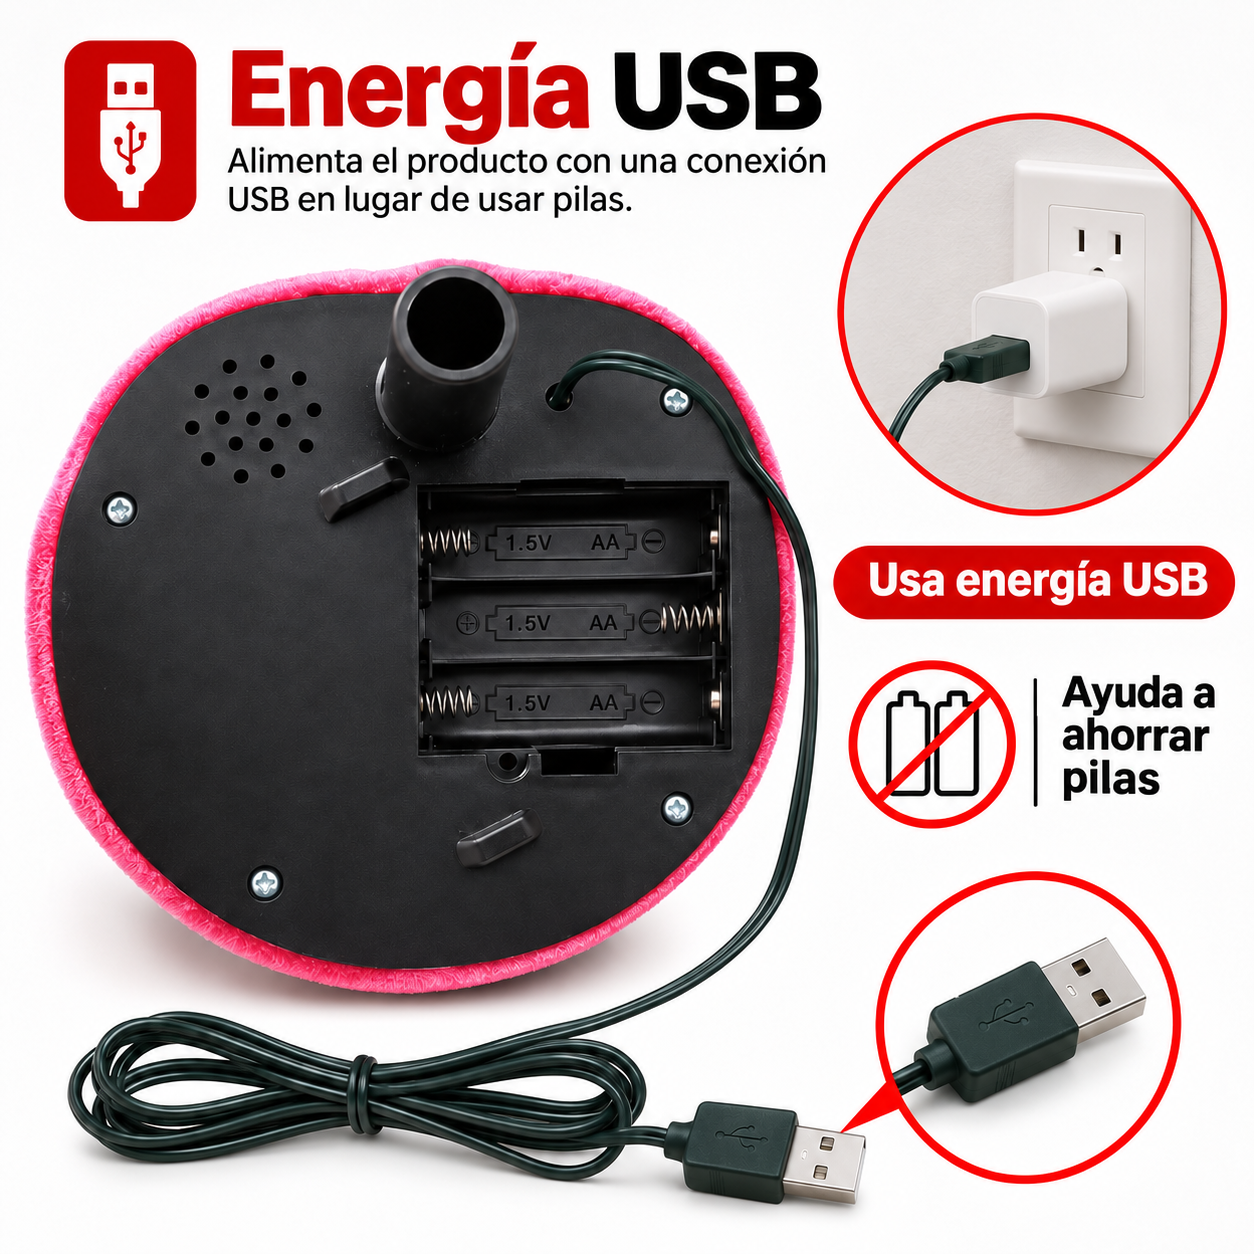 Energía USB
Alimenta el producto con una conexión
USB en lugar de usar pilas.
1.5V AA
1.5V AA
1.5V AA
Usa energía USB
Ayuda a
ahorrar
pilas